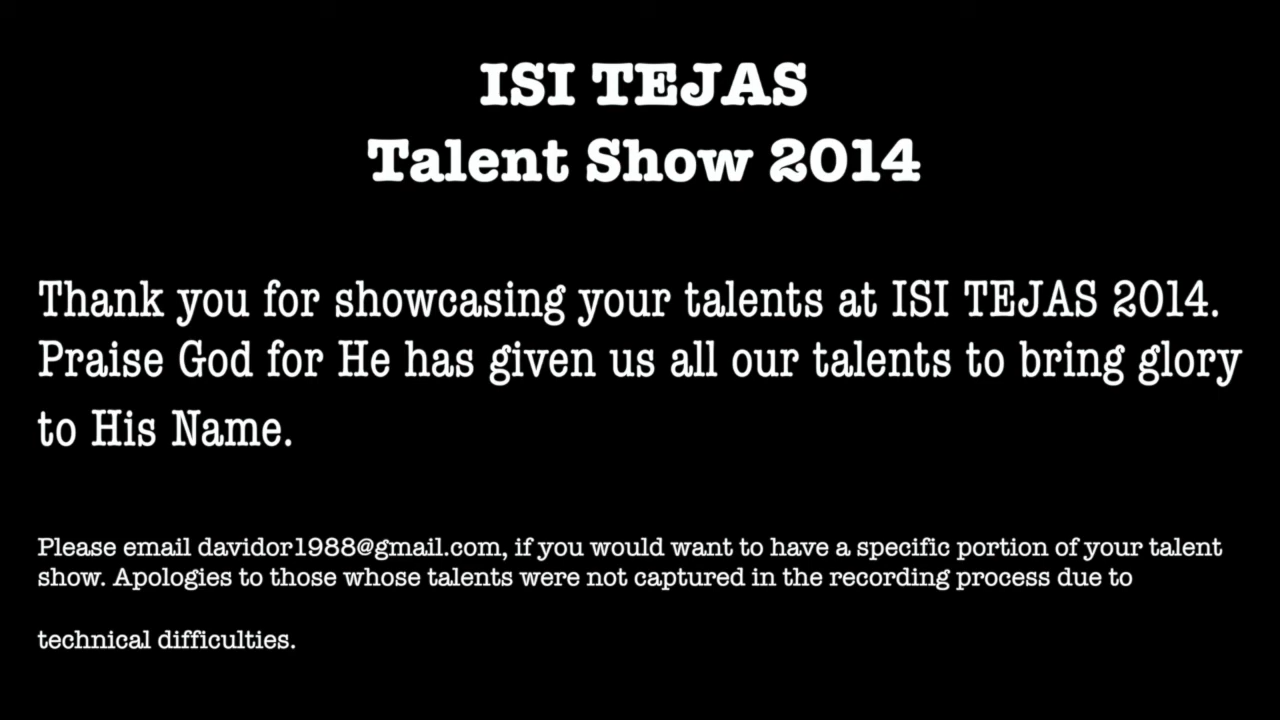 ISI TEJAS
Talent Show 2014
Thank you for showcasing your talents at ISI TEJAS 2014.
Praise God for He has given us all our talents to bring glory
to His Name.
Please email davidor1988@gmail.com, if you would want to have a specific portion of your talent
show. Apologies to those whose talents were not captured in the recording process due to
technical difficulties.